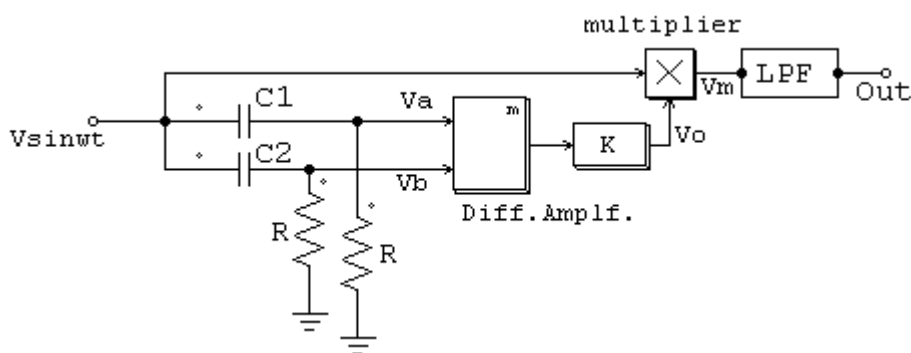 multiplier
LPF
Vm
Out
C1
Va
m
Vsinwt
C2
K
Vo
Vb
Diff.Amplf.
R
R